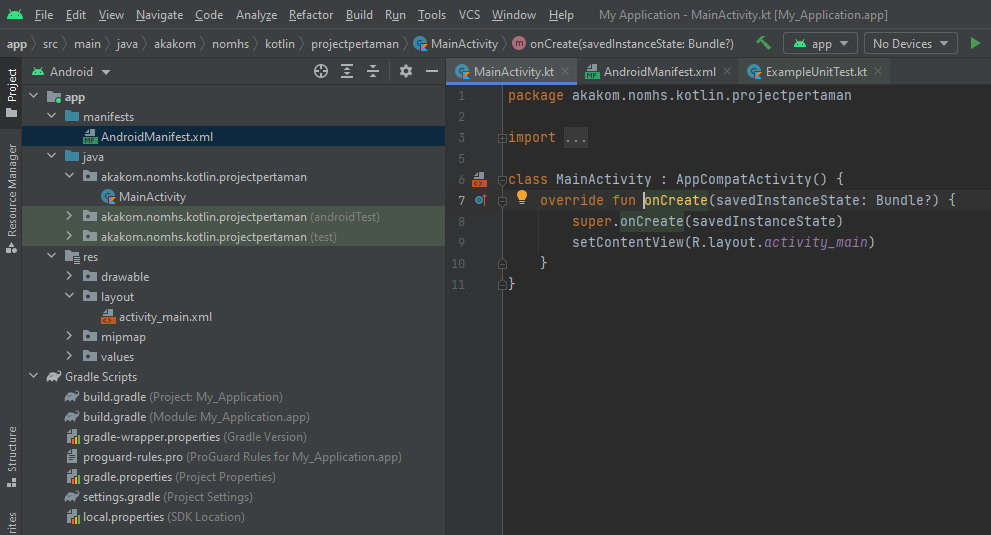 File Edit View Navigate Code Analyze Refactor Build Run Tools VCS Window Help My Application - MainActivity.kt [My_Application.app]
app src main java akakom nomhs kotlin projectpertaman MainActivity m onCreate(savedInstanceState: Bundle?) app No Devices
Project
Resource Manager
Structure
Android
app
manifests
AndroidManifest.xml
java
akakom.nomhs.kotlin.projectpertaman
MainActivity
akakom.nomhs.kotlin.projectpertaman (androidTest)
akakom.nomhs.kotlin.projectpertaman (test)
res
drawable
layout
activity_main.xml
mipmap
values
Gradle Scripts
build.gradle (Project: My_Application)
build.gradle (Module: My_Application.app)
gradle-wrapper.properties (Gradle Version)
proguard-rules.pro (ProGuard Rules for My_Application.app)
gradle.properties (Project Properties)
settings.gradle (Project Settings)
local.properties (SDK Location)
MainActivity.kt AndroidManifest.xml ExampleUnitTest.kt
1 package akakom.nomhs.kotlin.projectpertaman
2
3 import ...
5
6 class MainActivity : AppCompatActivity() {
7 override fun onCreate(savedInstanceState: Bundle?) {
8 super.onCreate(savedInstanceState)
9 setContentView(R.layout.activity_main)
10 }
11 }